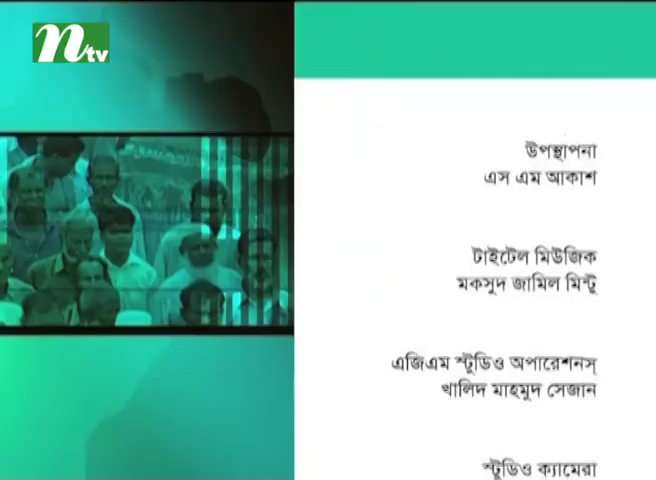 ntv
উপস্থাপনা
এস এম আকাশ
টাইটেল মিউজিক
মকসুদ জামিল মিন্টু
এজিএম স্টুডিও অপারেশনস্
খালিদ মাহমুদ সেজান
স্টুডিও ক্যামেরা